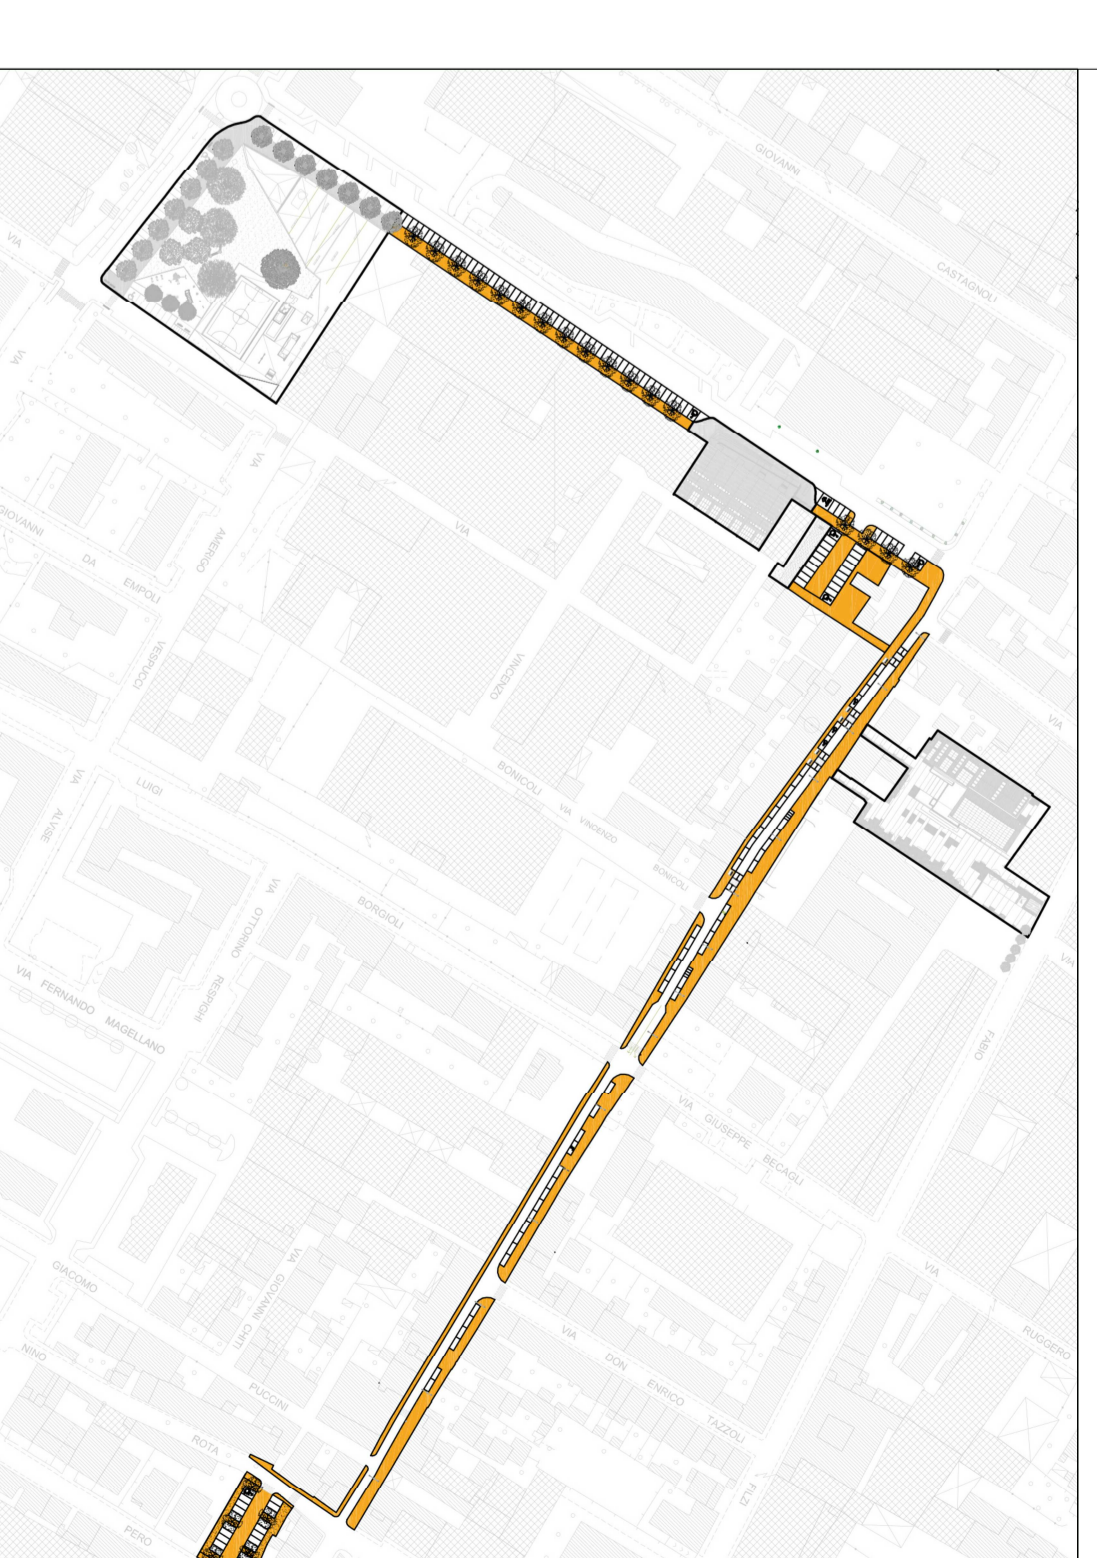 GIOVANNI
CASTAGNOLI
VIA
VIA
VIA
AMERIGO
VESPUCCI
VIA
GIOVANNI
DA
EMPOLI
VINCENZO
VIA
BONICOLI
VIA
VINCENZO
BONICOLI
VIA
LUIGI
BORGIOLI
VIA
ALVISE
VIA
OTTORINO
RESPIGHI
VIA
FERNANDO
MAGELLANO
VIA
FABIO
FILZI
VIA
GIUSEPPE
BECAGLI
VIA
RUGGERO
VIA
DON
ENRICO
TAZZOLI
VIA
GIOVANNI
CHITI
GIACOMO
PUCCINI
NINO
ROTA
PERO